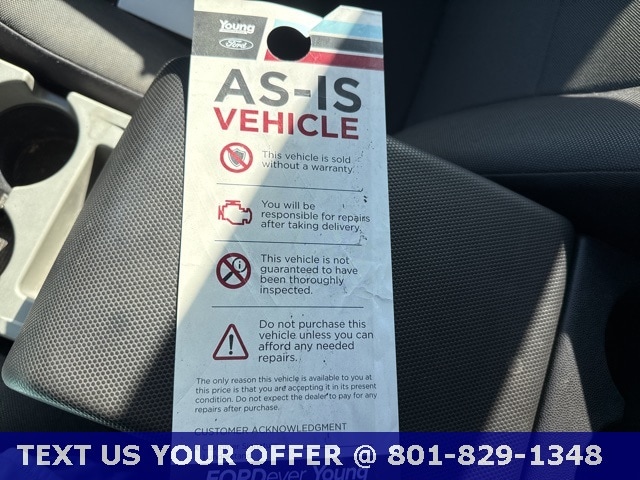 Young
Ford
AS-IS
VEHICLE
This vehicle is sold
without a warranty.
You will be
responsible for repairs
after taking delivery.
This vehicle is not
guaranteed to have
been thoroughly
inspected.
Do not purchase this
vehicle unless you can
afford any needed
repairs.
The only reason this vehicle is available to you at
this price is that you are accepting it in its present
condition. Do not expect the dealer to pay for any
repairs after purchase.
CUSTOMER ACKNOWLEDGMENT
TEXT US YOUR OFFER @ 801-829-1348
FORDever Young